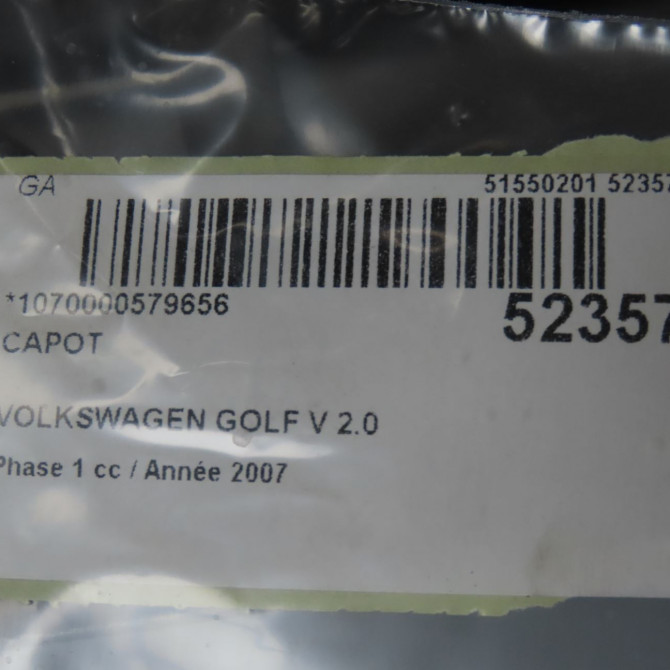 GA 51550201 52357
*1070000579656 52357
CAPOT
VOLKSWAGEN GOLF V 2.0
Phase 1 cc / Année 2007